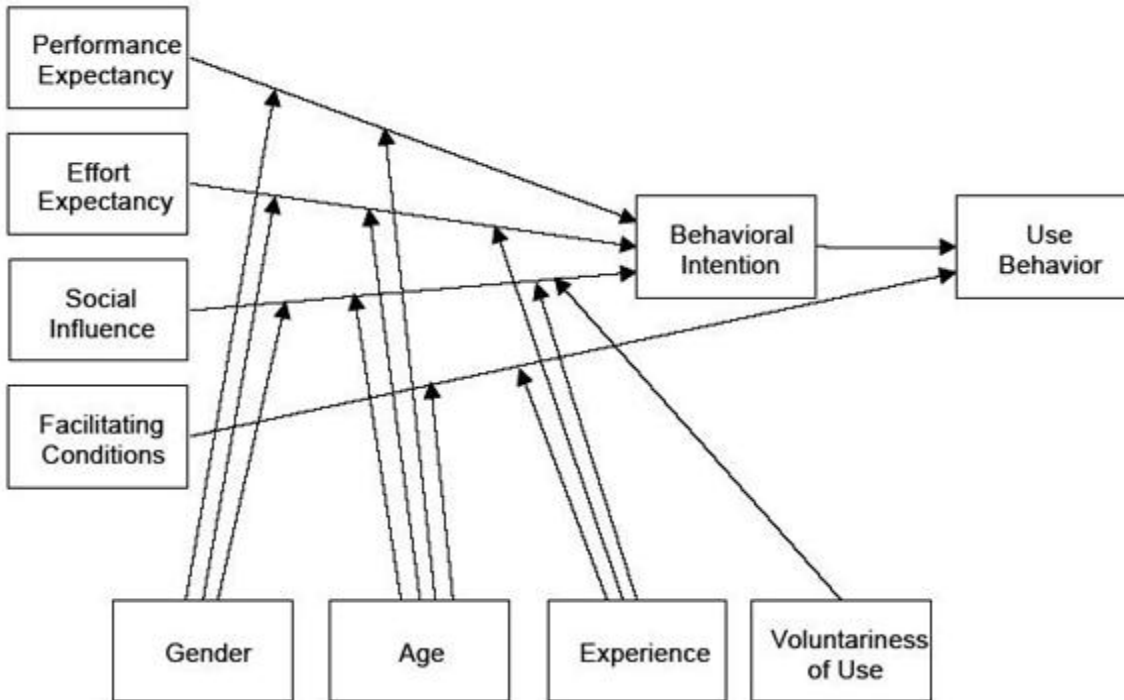 Performance
Expectancy
Effort
Expectancy
Social
Influence
Facilitating
Conditions
Behavioral
Intention
Use
Behavior
Gender
Age
Experience
Voluntariness
of Use